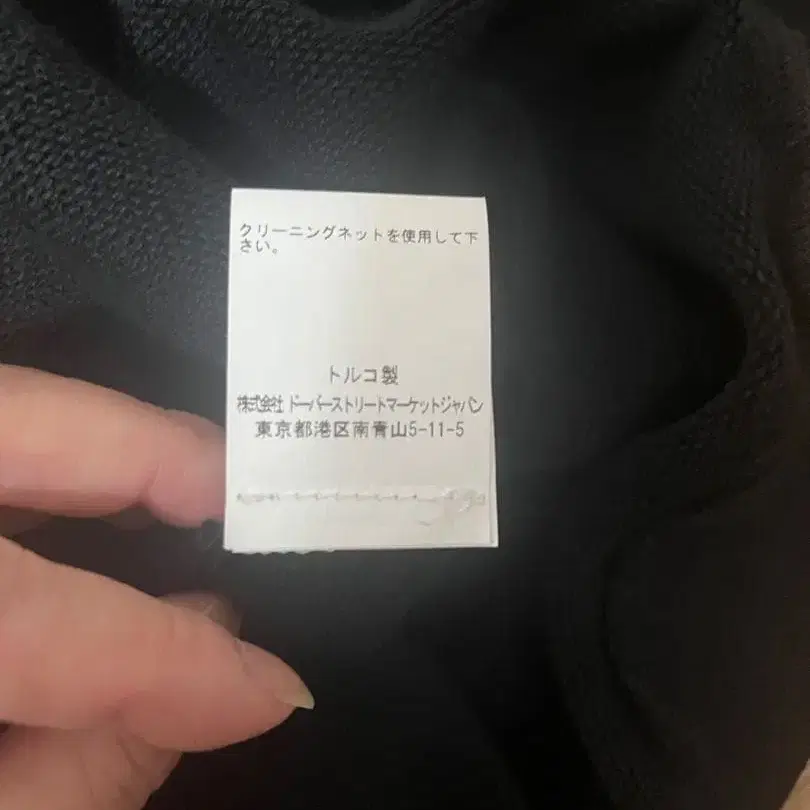 クリーニングネットを使用して下
さい。
トルコ製
株式会社 ドーバーストリートマーケットジャパン
東京都港区南青山5-11-5